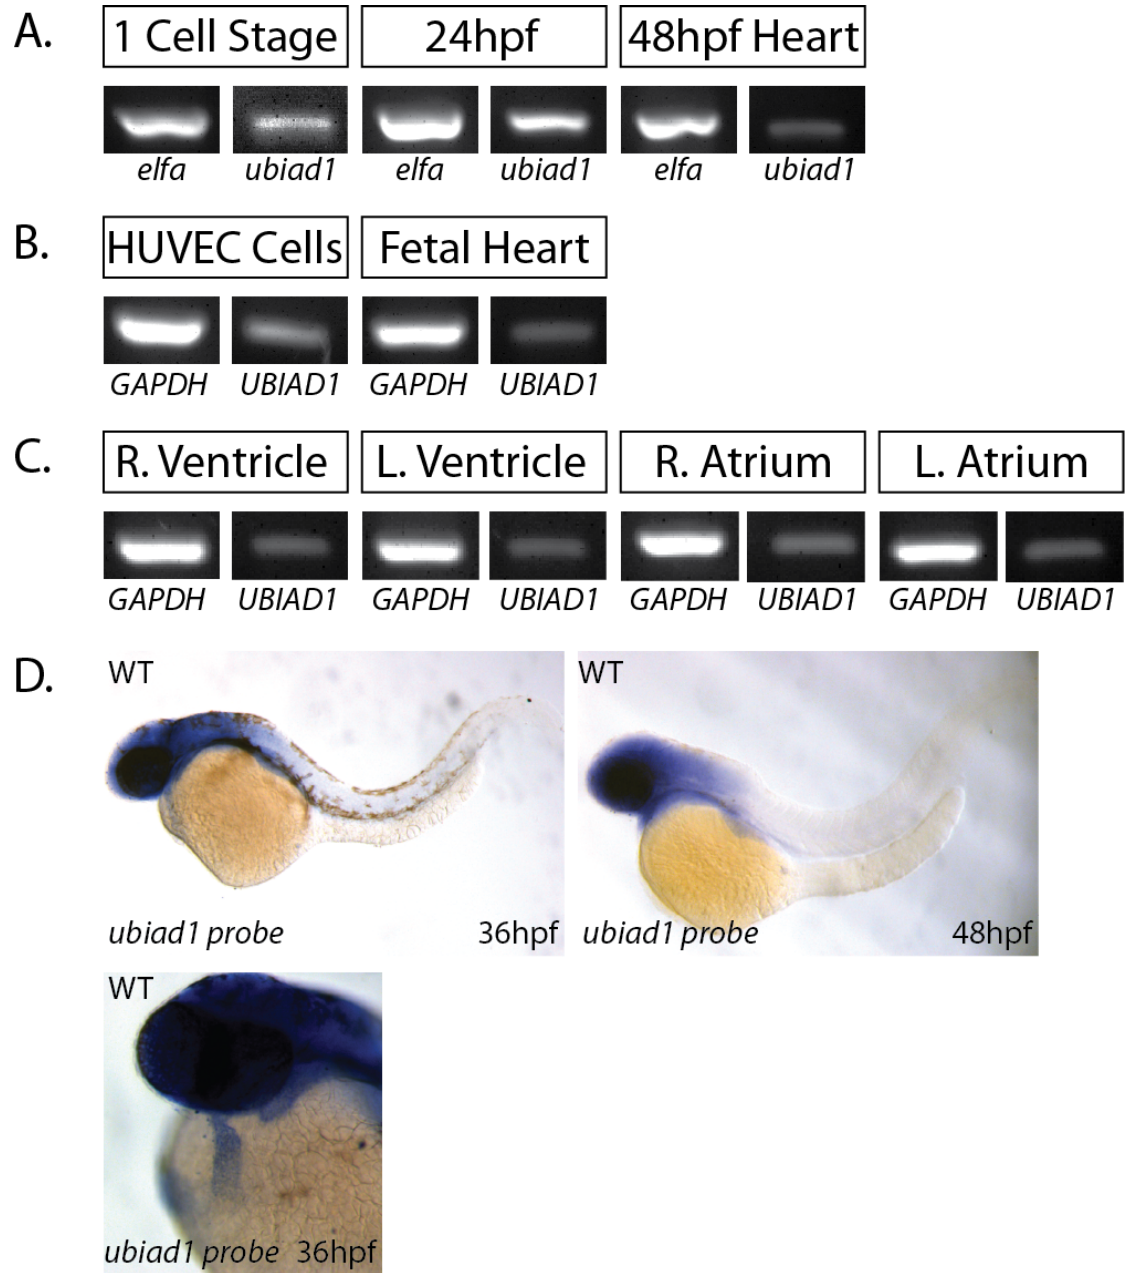 A.
1 Cell Stage 24hpf 48hpf Heart
elfa ubiad1 elfa ubiad1 elfa ubiad1
B.
HUVEC Cells Fetal Heart
GAPDH UBIAD1 GAPDH UBIAD1
C.
R. Ventricle L. Ventricle R. Atrium L. Atrium
GAPDH UBIAD1 GAPDH UBIAD1 GAPDH UBIAD1 GAPDH UBIAD1
D.
WT WT
ubiad1 probe 36hpf ubiad1 probe 48hpf
WT
ubiad1 probe 36hpf